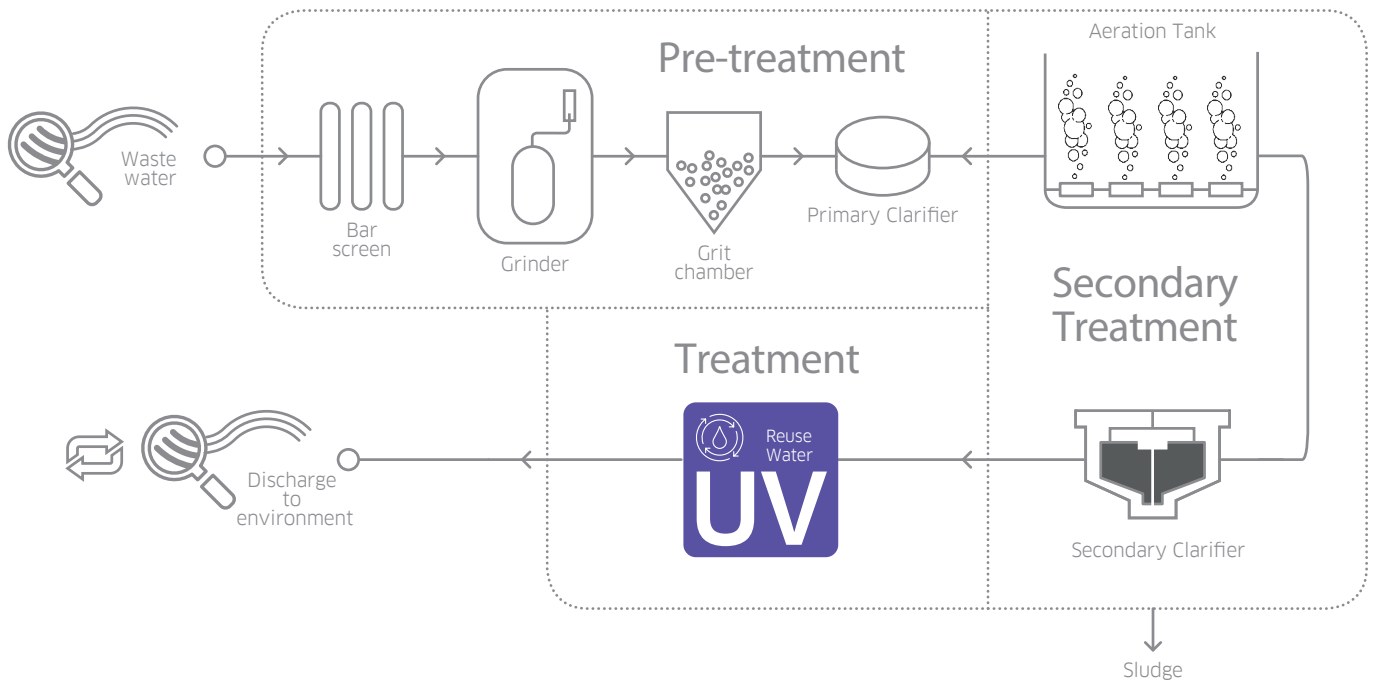 Pre-treatment
Aeration Tank
Waste
water
Bar
screen
Grinder
Grit
chamber
Primary Clarifier
Secondary
Treatment
Treatment
Reuse
Water
UV
Discharge
to
environment
Secondary Clarifier
Sludge